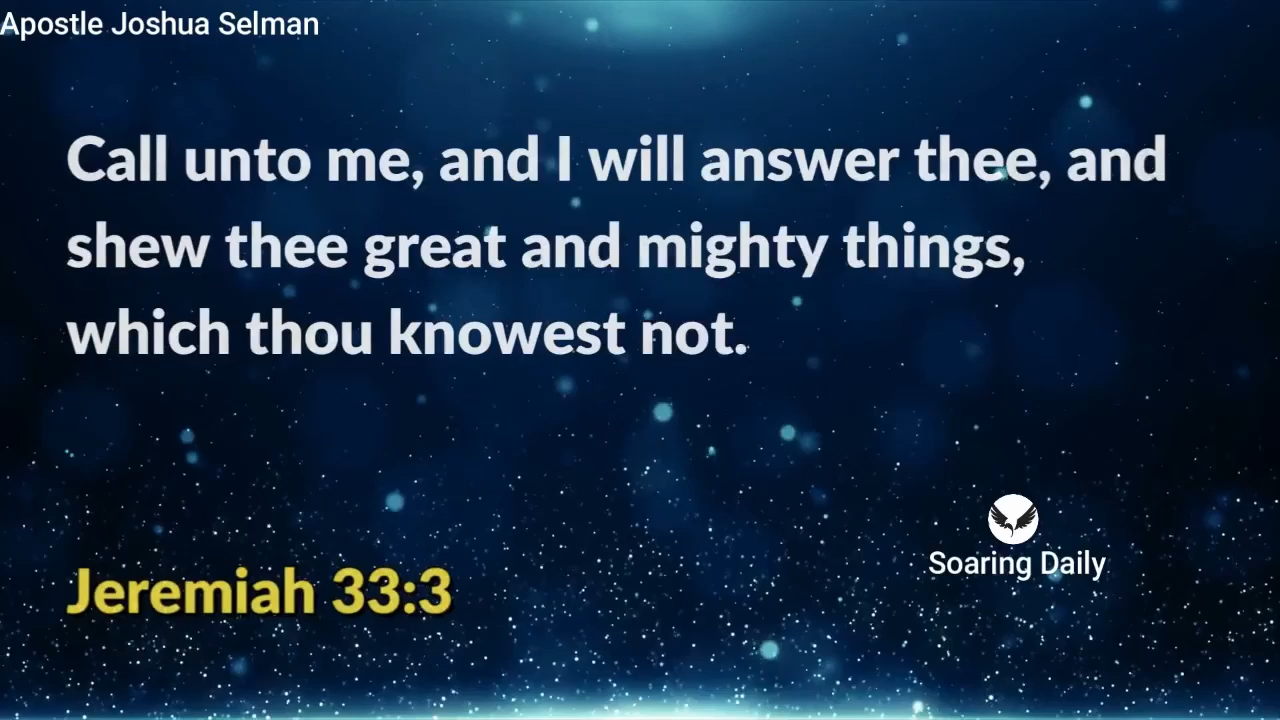 Apostle Joshua Selman
Call unto me, and I will answer thee, and
shew thee great and mighty things,
which thou knowest not.
Soaring Daily
Jeremiah 33:3